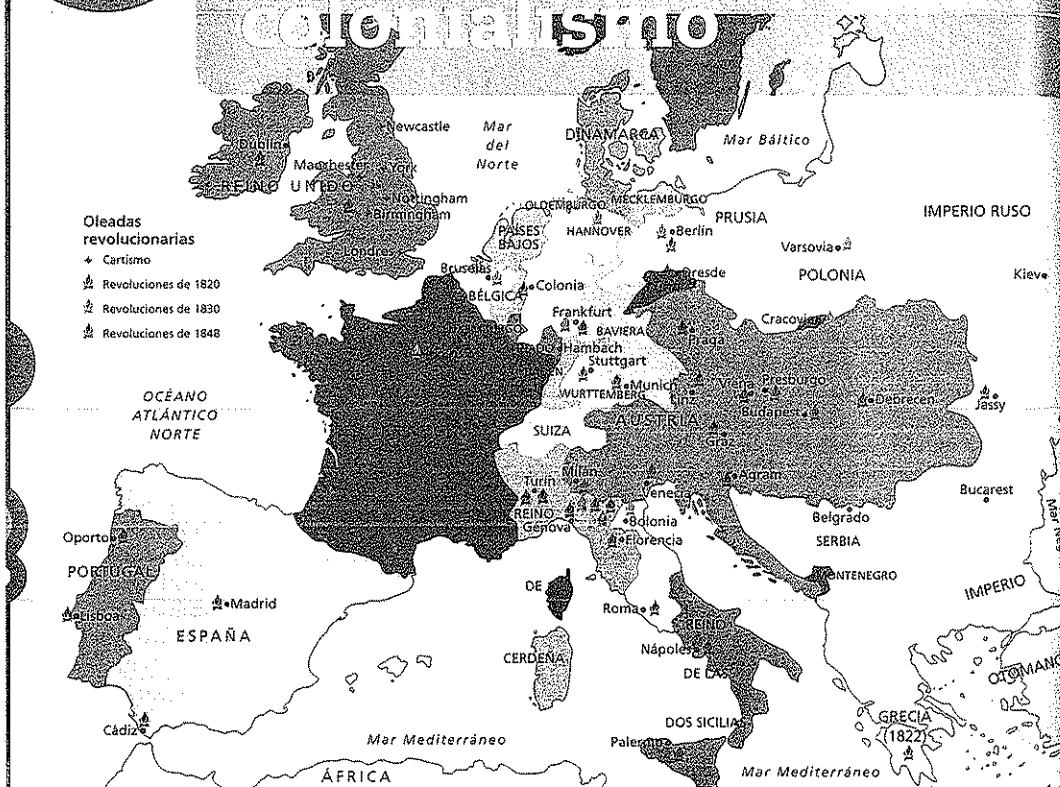 colonialismo
Newcastle
Mar
del
Norte
DINAMARCA
Mar Báltico
Dublín
Manchester
York
REINO UNIDO
Nottingham
Birmingham
Londres
OLDEMBURGO
MECKLEMBURGO
PAÍSES
BAJOS
HANNOVER
PRUSIA
Berlín
IMPERIO RUSO
Varsovia
POLONIA
Kiev
Oleadas
revolucionarias
Cartismo
Revoluciones de 1820
Revoluciones de 1830
Revoluciones de 1848
Bruselas
BÉLGICA
Colonia
Dresde
Frankfurt
BAVIERA
Cracovia
Praga
Hambach
Stuttgart
WURTTEMBERG
Munich
Linz
Viena
Presburgo
Budapest
Debrecen
Jassy
OCÉANO
ATLÁNTICO
NORTE
SUIZA
AUSTRIA
Graz
Milán
Turín
Venecia
Agram
REINO
Génova
Bolonia
Florencia
Belgrado
SERBIA
Bucarest
Oporto
PORTUGAL
Lisboa
Madrid
ESPAÑA
DE
MONTENEGRO
IMPERIO
Roma
REINO
Nápoles
DE LAS
CERDEÑA
OTOMANO
Cádiz
DOS SICILIAS
GRECIA
(1822)
Mar Mediterráneo
Palermo
ÁFRICA
Mar Mediterráneo